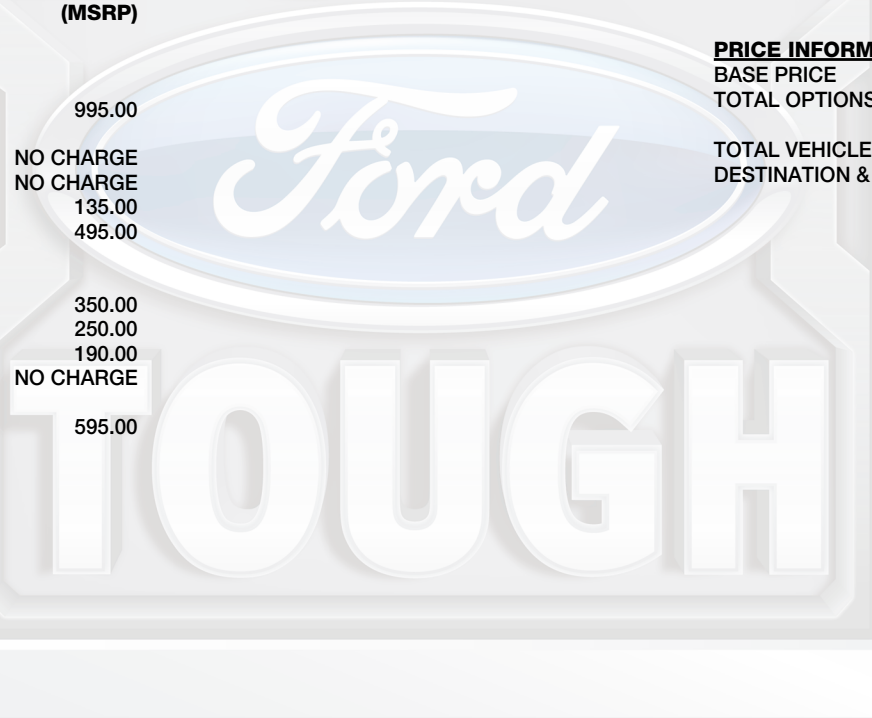 (MSRP)
995.00
NO CHARGE
NO CHARGE
135.00
495.00
350.00
250.00
190.00
NO CHARGE
595.00
PRICE INFORM
BASE PRICE
TOTAL OPTIONS
TOTAL VEHICLE
DESTINATION &
Ford
TOUGH